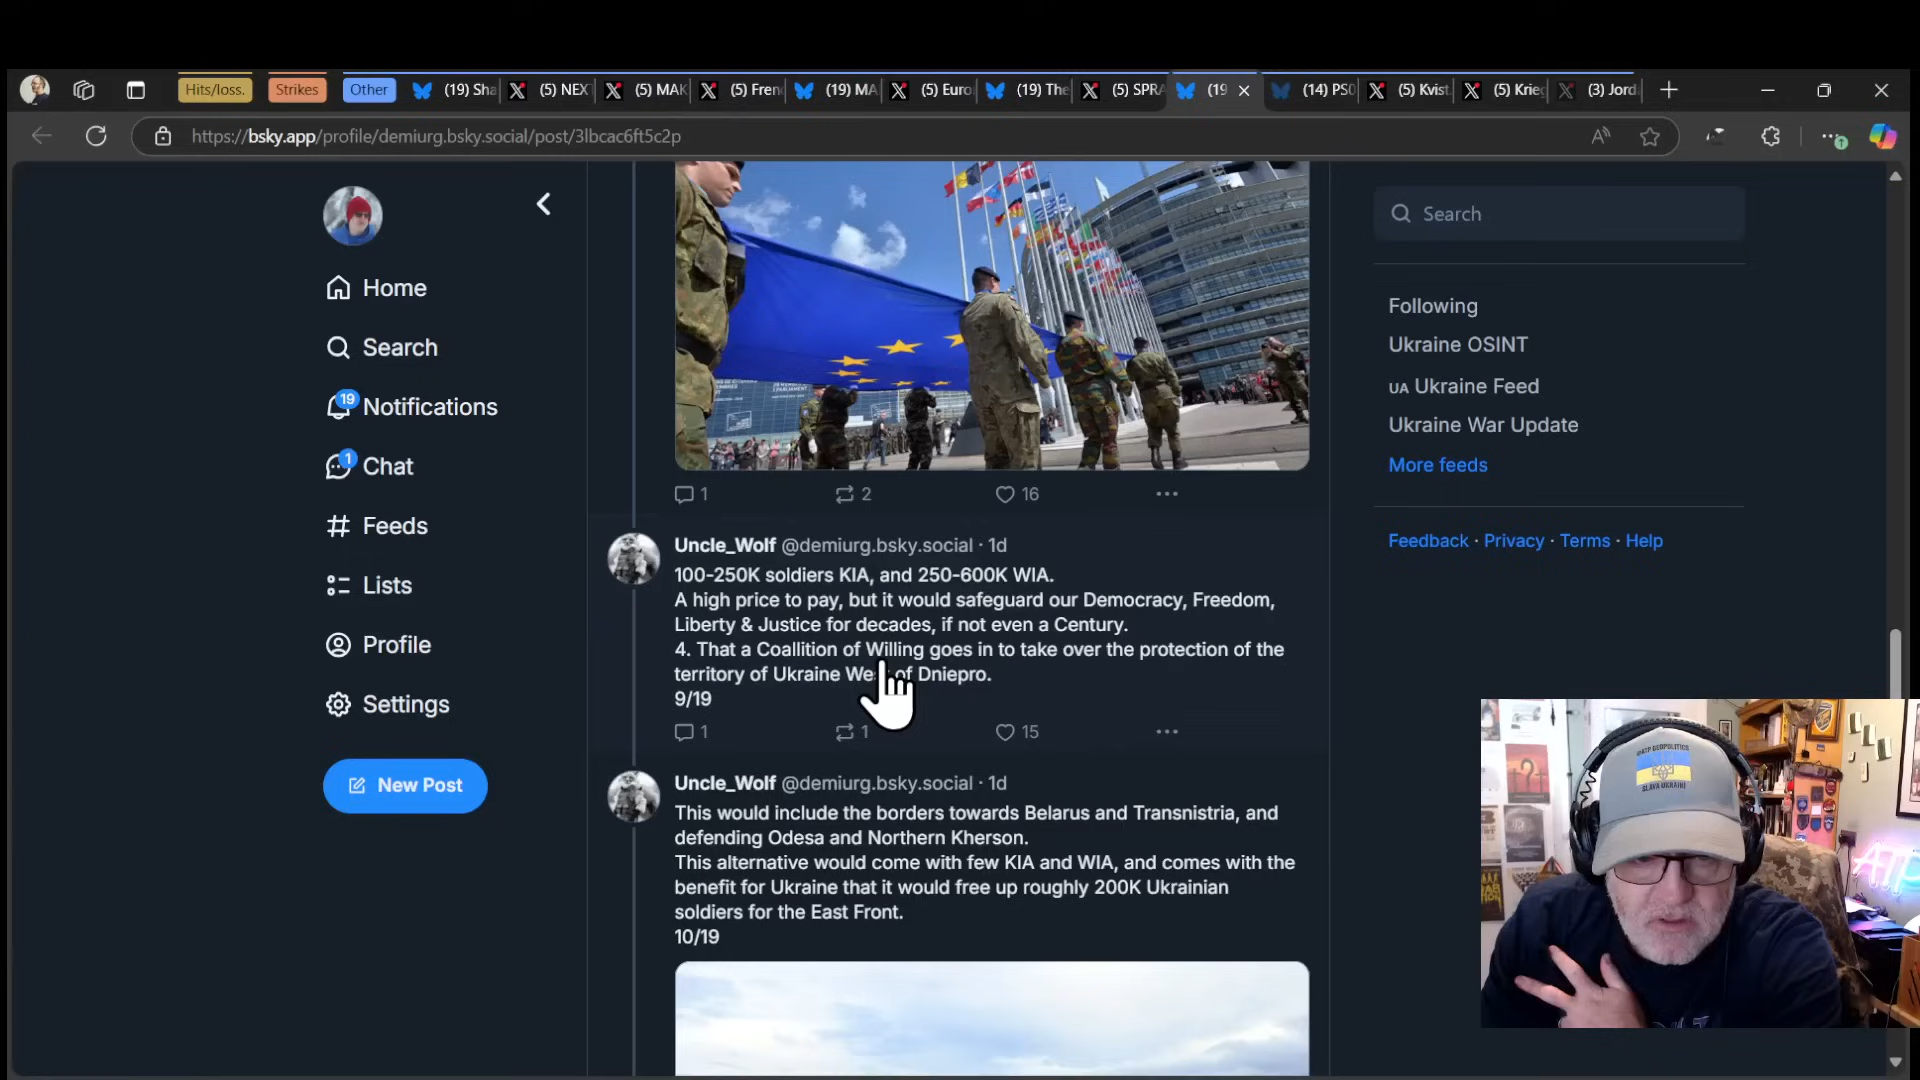 Hits/loss.
Strikes
Other
(19) Sha
(5) NEX
(5) MAK
(5) Fren
(19) MA
(5) Euro
(19) The
(5) SPRA
(19
(14) PS0
(5) Kvist
(5) Krieg
(3) Jord
https://bsky.app/profile/demiurg.bsky.social/post/3lbcac6ft5c2p
Home
Search
19
Notifications
1
Chat
Feeds
Lists
Profile
Settings
New Post
1
2
16
Uncle_Wolf @demiurg.bsky.social · 1d
100-250K soldiers KIA, and 250-600K WIA.
A high price to pay, but it would safeguard our Democracy, Freedom,
Liberty & Justice for decades, if not even a Century.
4. That a Coallition of Willing goes in to take over the protection of the
territory of Ukraine We of Dniepro.
9/19
1
1
15
Uncle_Wolf @demiurg.bsky.social · 1d
This would include the borders towards Belarus and Transnistria, and
defending Odesa and Northern Kherson.
This alternative would come with few KIA and WIA, and comes with the
benefit for Ukraine that it would free up roughly 200K Ukrainian
soldiers for the East Front.
10/19
Search
Following
Ukraine OSINT
UA Ukraine Feed
Ukraine War Update
More feeds
Feedback · Privacy · Terms · Help
ATP GEOPOLITICS
SLAVA UKRAINI
ATP